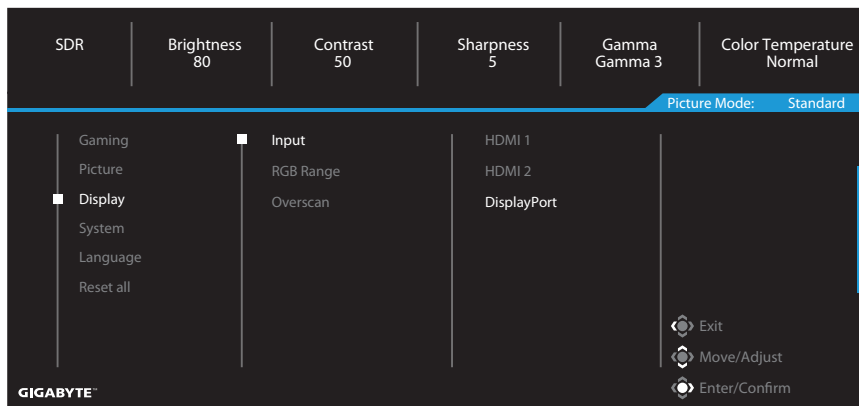 SDR
Brightness
80
Contrast
50
Sharpness
5
Gamma
Gamma 3
Color Temperature
Normal
Picture Mode: Standard
Gaming
Picture
Display
System
Language
Reset all
Input
RGB Range
Overscan
HDMI 1
HDMI 2
DisplayPort
Exit
Move/Adjust
Enter/Confirm
GIGABYTE™